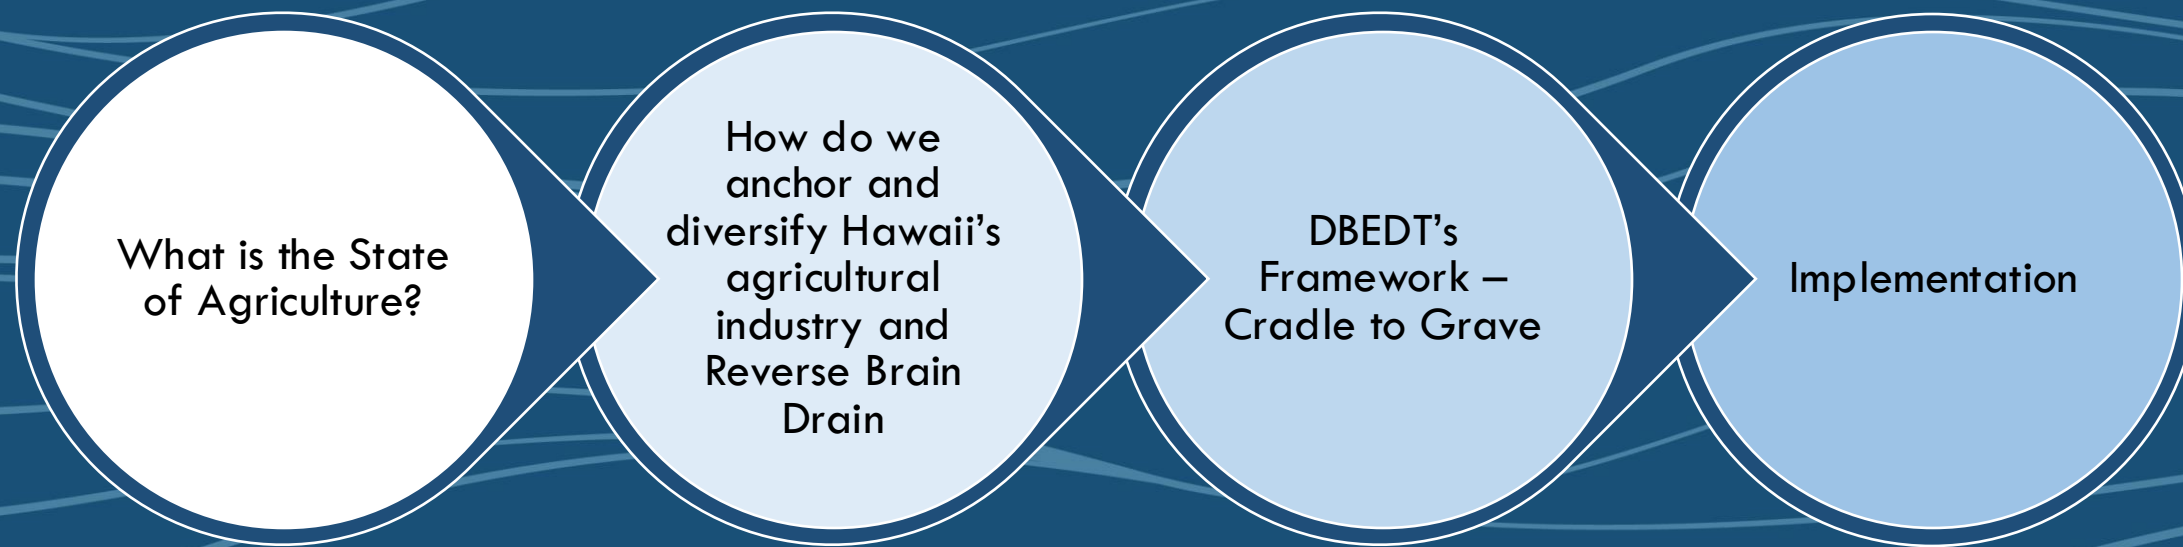 What is the State
of Agriculture?
How do we
anchor and
diversify Hawaii’s
agricultural
industry and
Reverse Brain
Drain
DBEDT’s
Framework –
Cradle to Grave
Implementation